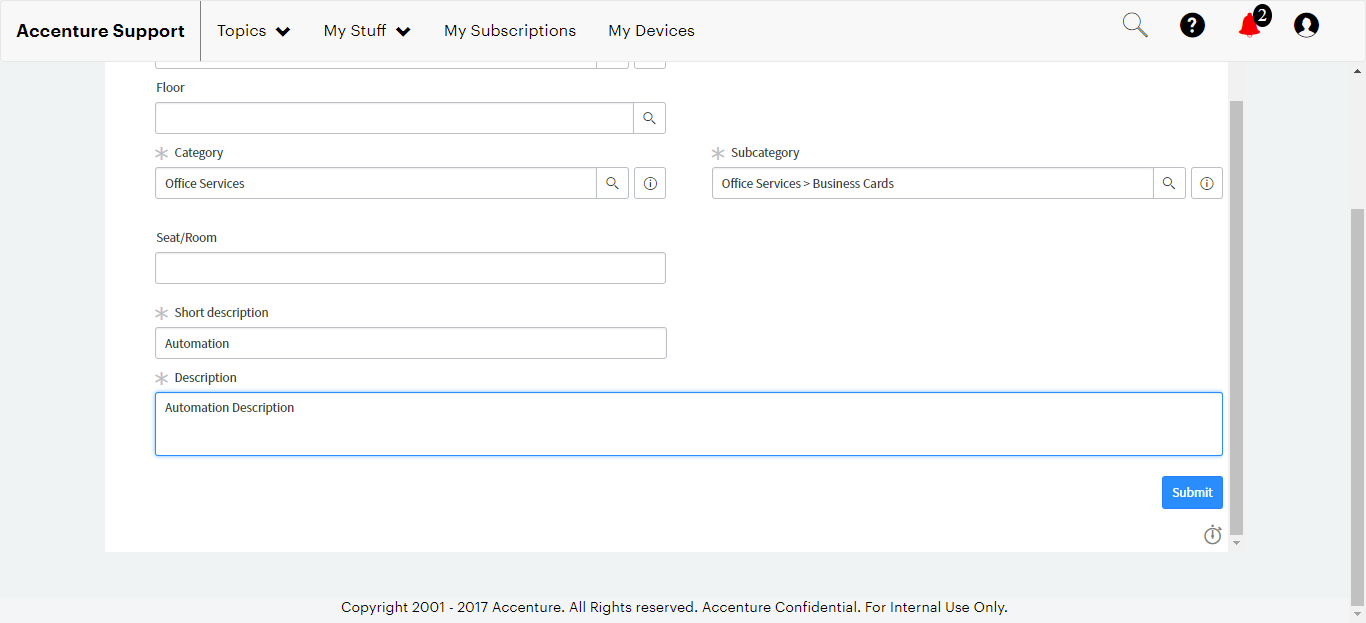 Accenture Support Topics My Stuff My Subscriptions My Devices 2
Floor
Category Subcategory
Office Services Office Services > Business Cards
Seat/Room
Short description
Automation
Description
Automation Description
Submit
Copyright 2001 - 2017 Accenture. All Rights reserved. Accenture Confidential. For Internal Use Only.